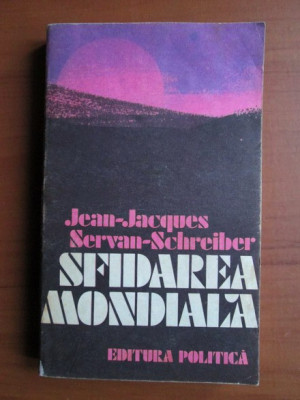 Jean-Jacques
Servan-Schreiber
SFIDAREA
MONDIALĂ
EDITURA POLITICĂ